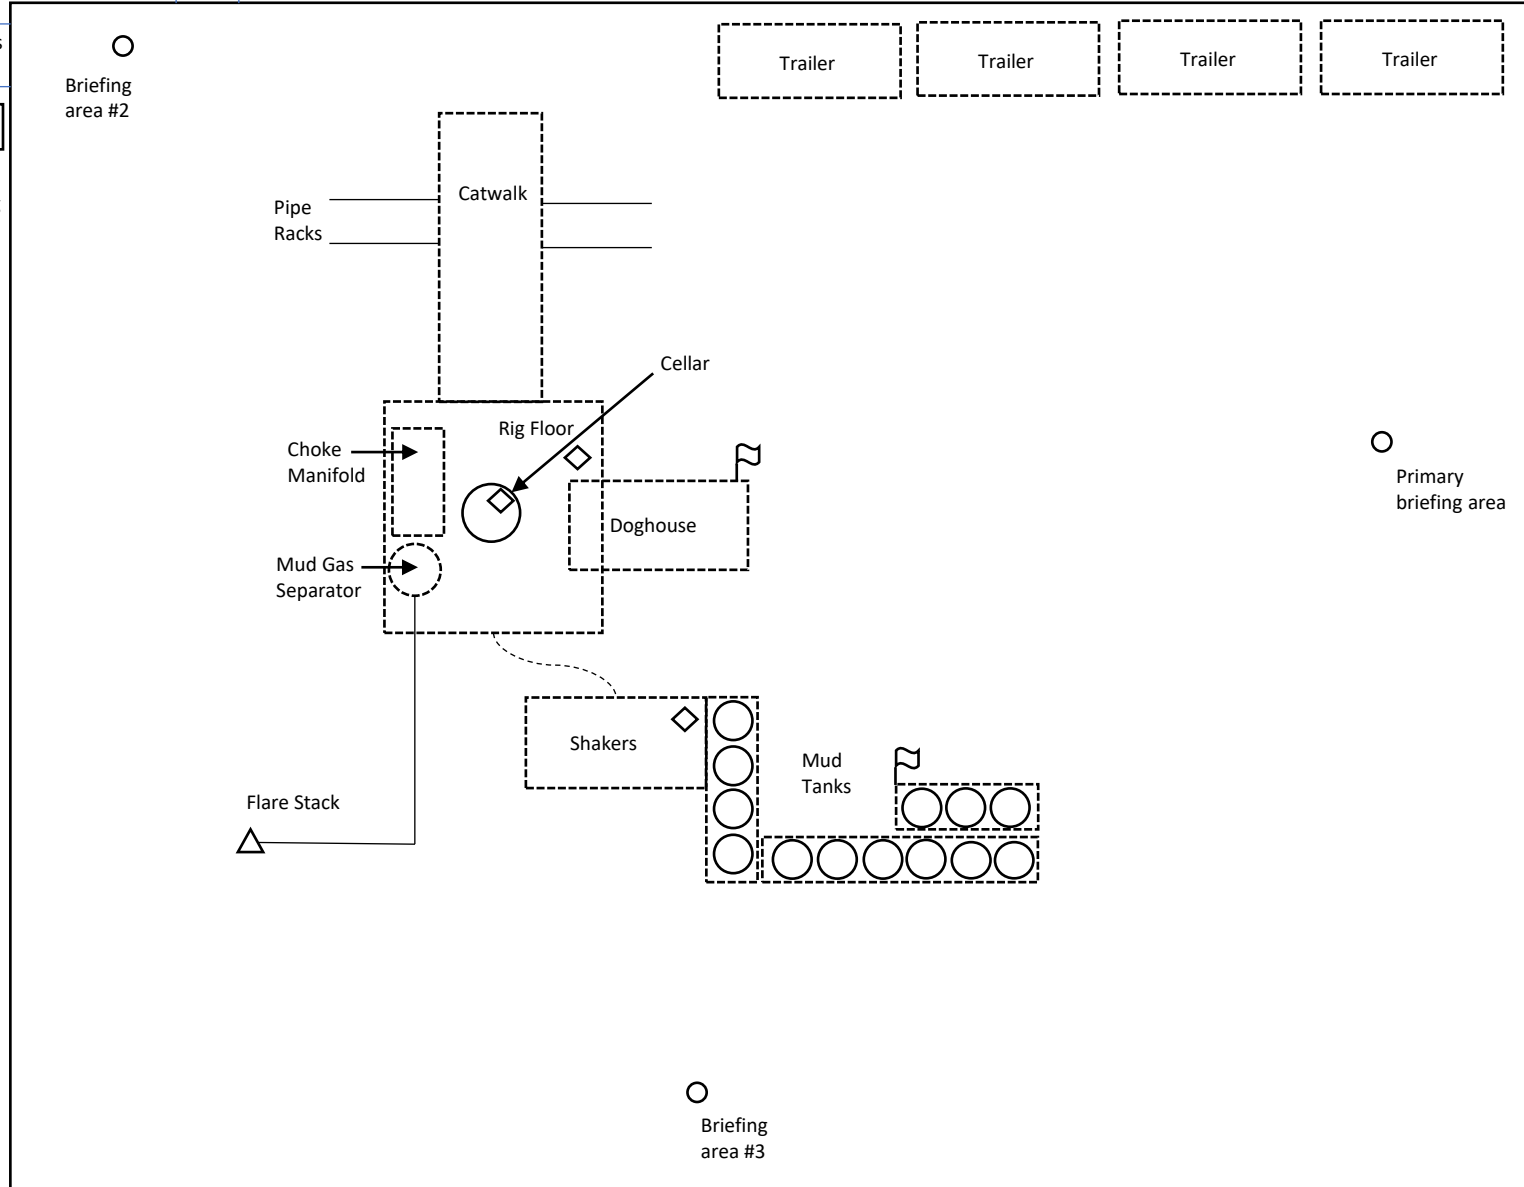 Briefing
area #2
Trailer
Trailer
Trailer
Trailer
Catwalk
Pipe
Racks
Cellar
Rig Floor
Choke
Manifold
Primary
briefing area
Doghouse
Mud Gas
Separator
Shakers
Mud
Tanks
Flare Stack
Briefing
area #3